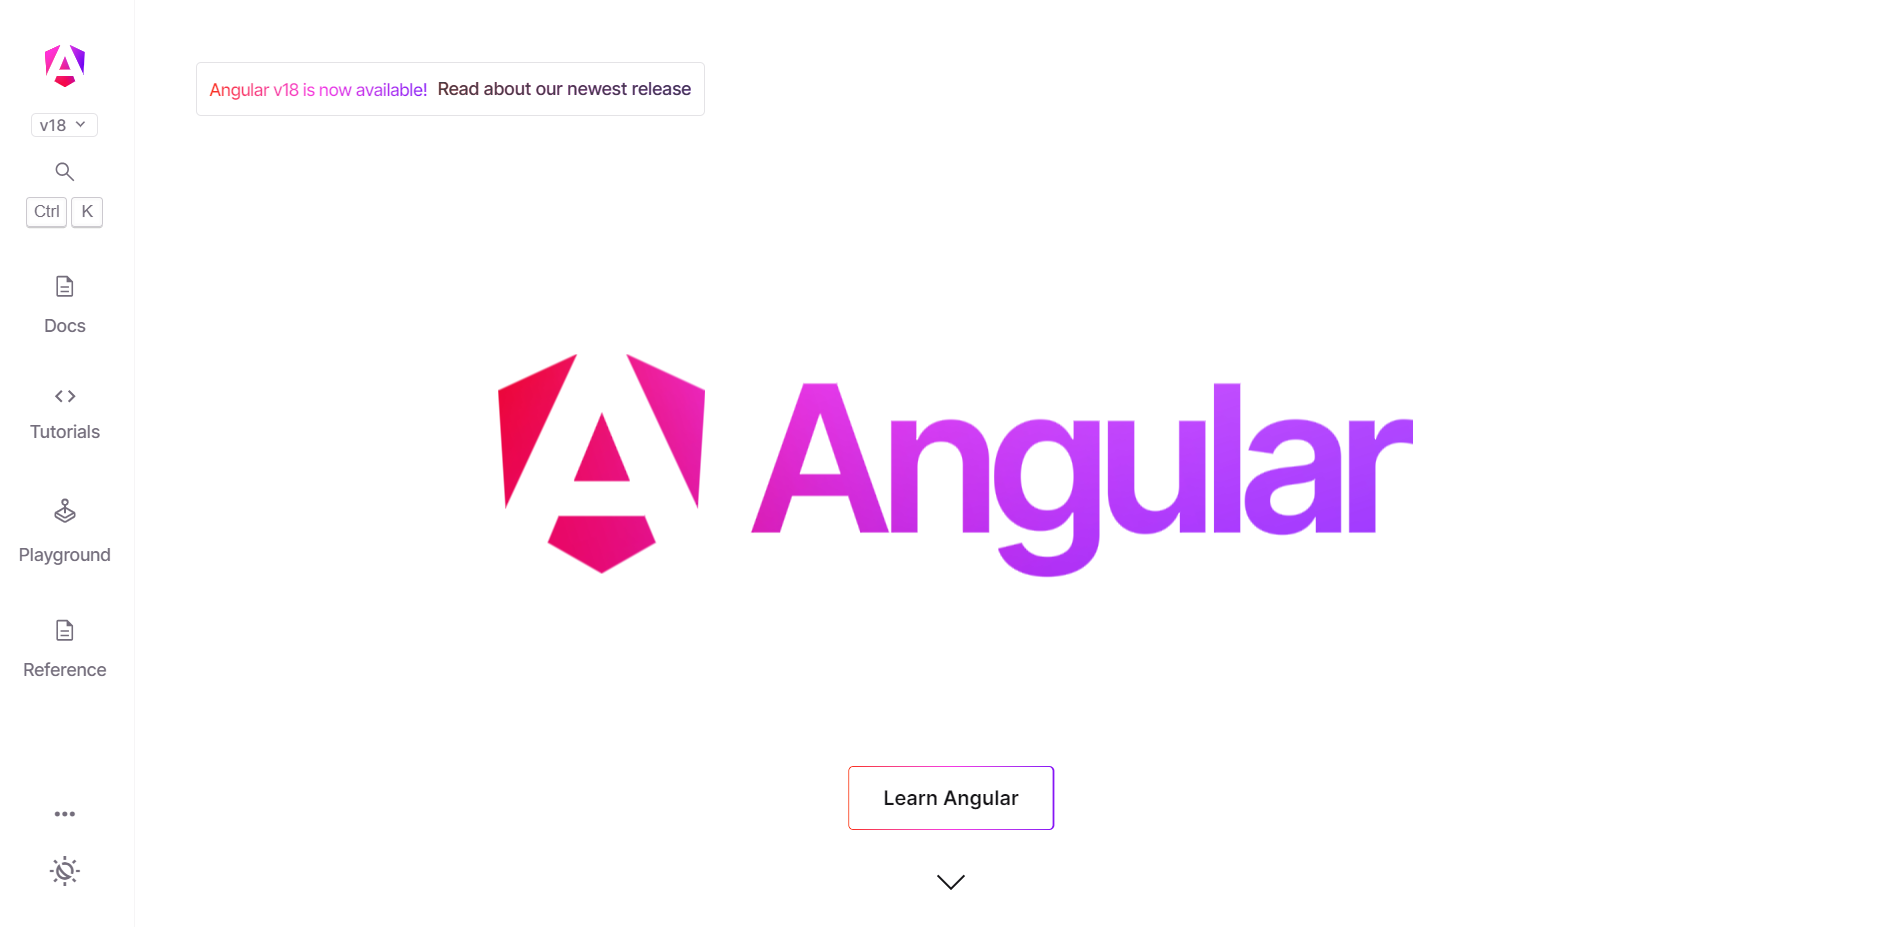 v18
Ctrl K
Docs
Tutorials
Playground
Reference
Angular v18 is now available! Read about our newest release
Angular
Learn Angular